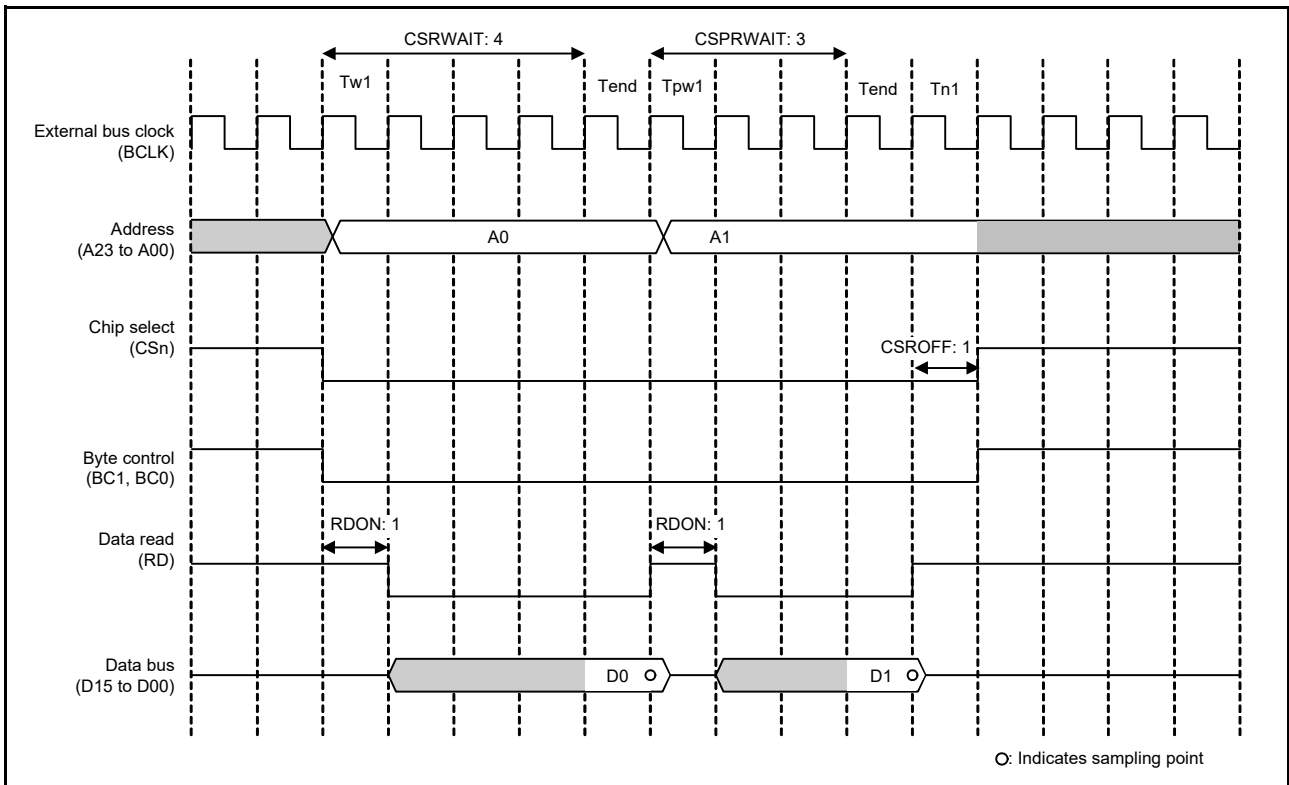 CSRWAIT: 4
CSPRWAIT: 3
Tw1
Tend
Tpw1
Tend
Tn1
External bus clock
(BCLK)
Address
(A23 to A00)
A0
A1
Chip select
(CSn)
CSROFF: 1
Byte control
(BC1, BC0)
RDON: 1
RDON: 1
Data read
(RD)
Data bus
(D15 to D00)
D0
D1
: Indicates sampling point